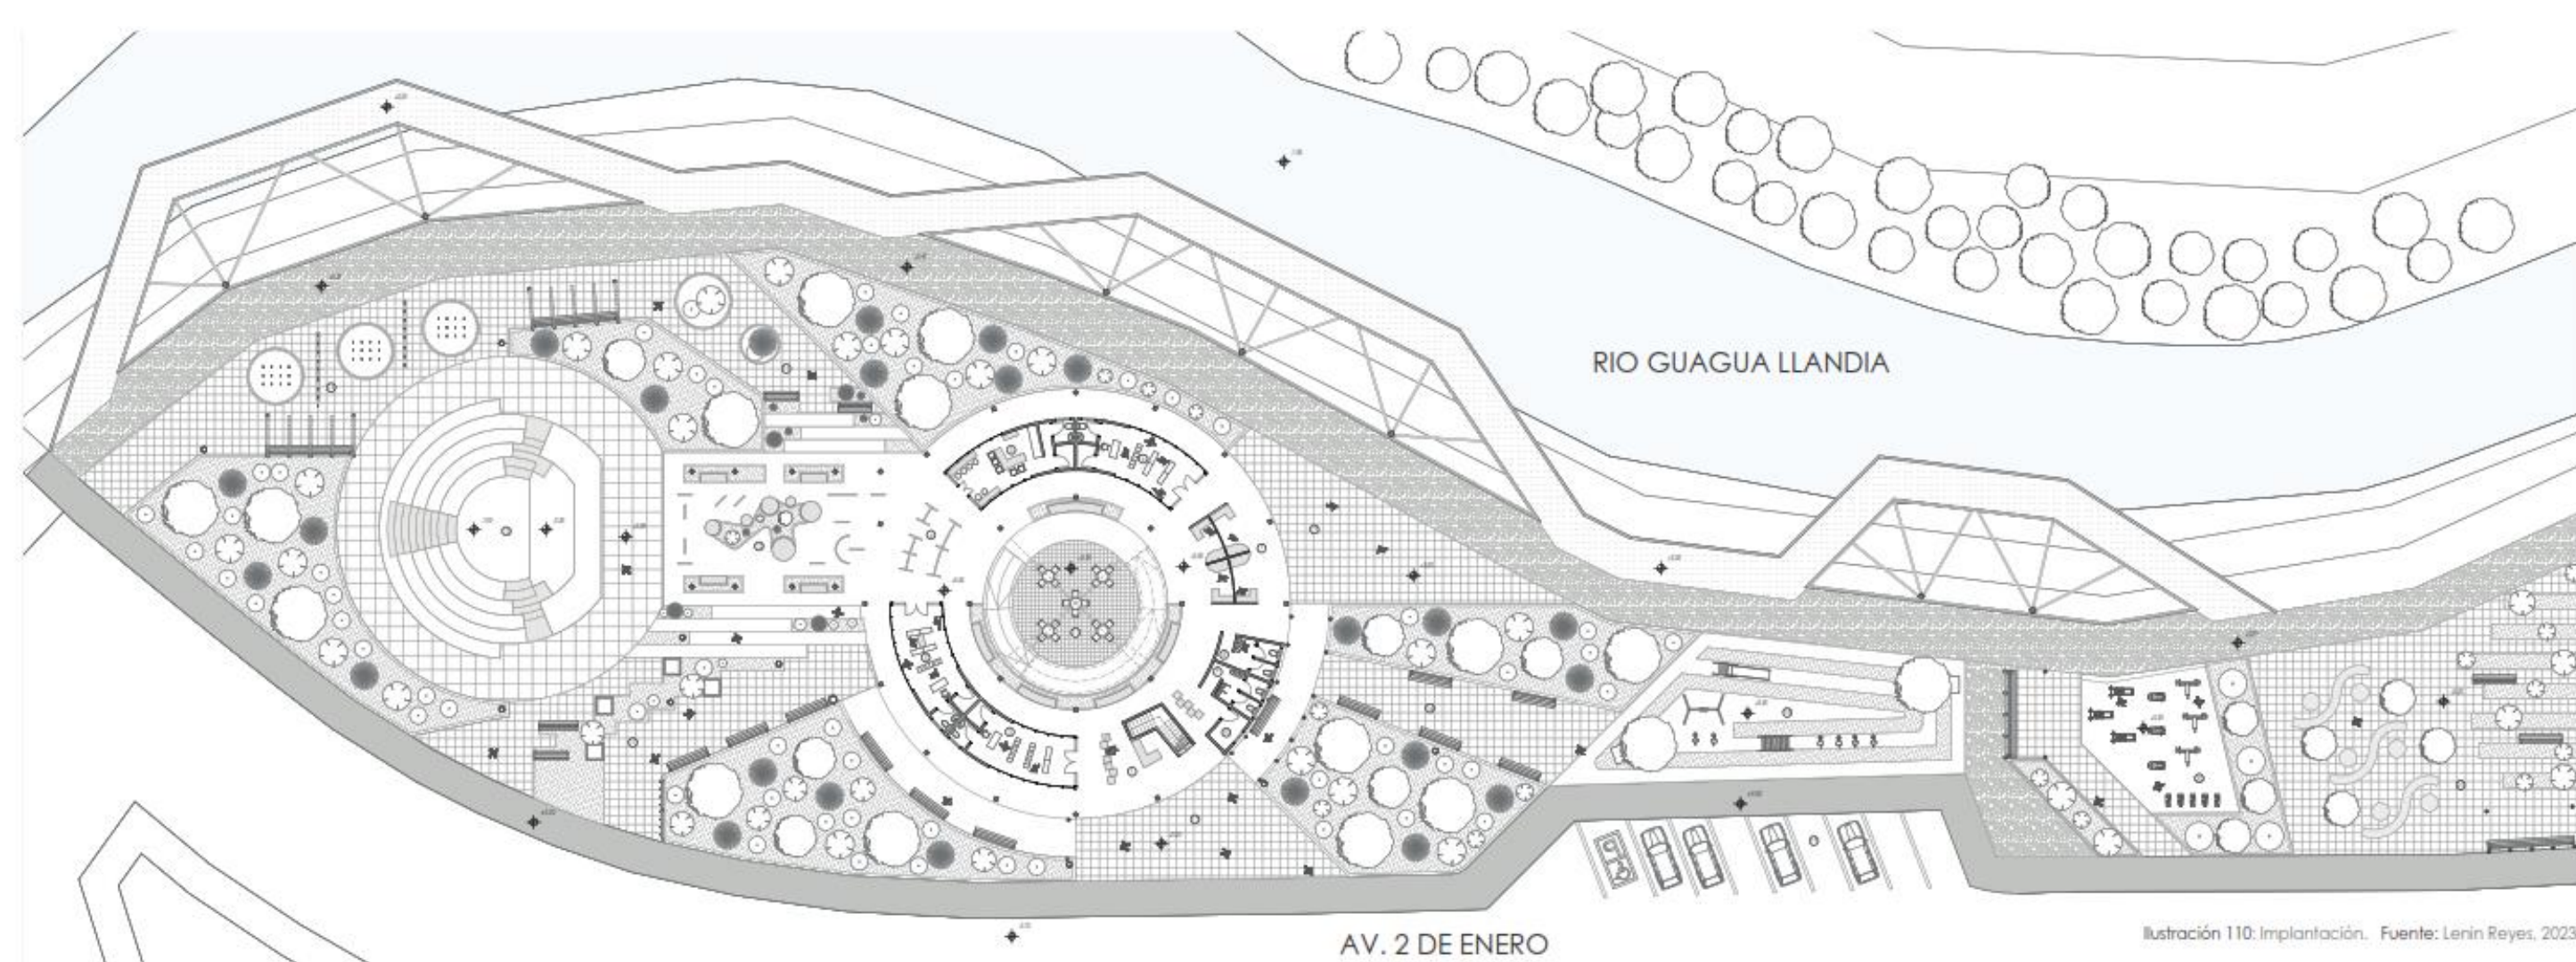 RIO GUAGUA LLANDIA
AV. 2 DE ENERO
Ilustración 110: Implantación. Fuente: Lenin Reyes, 2023